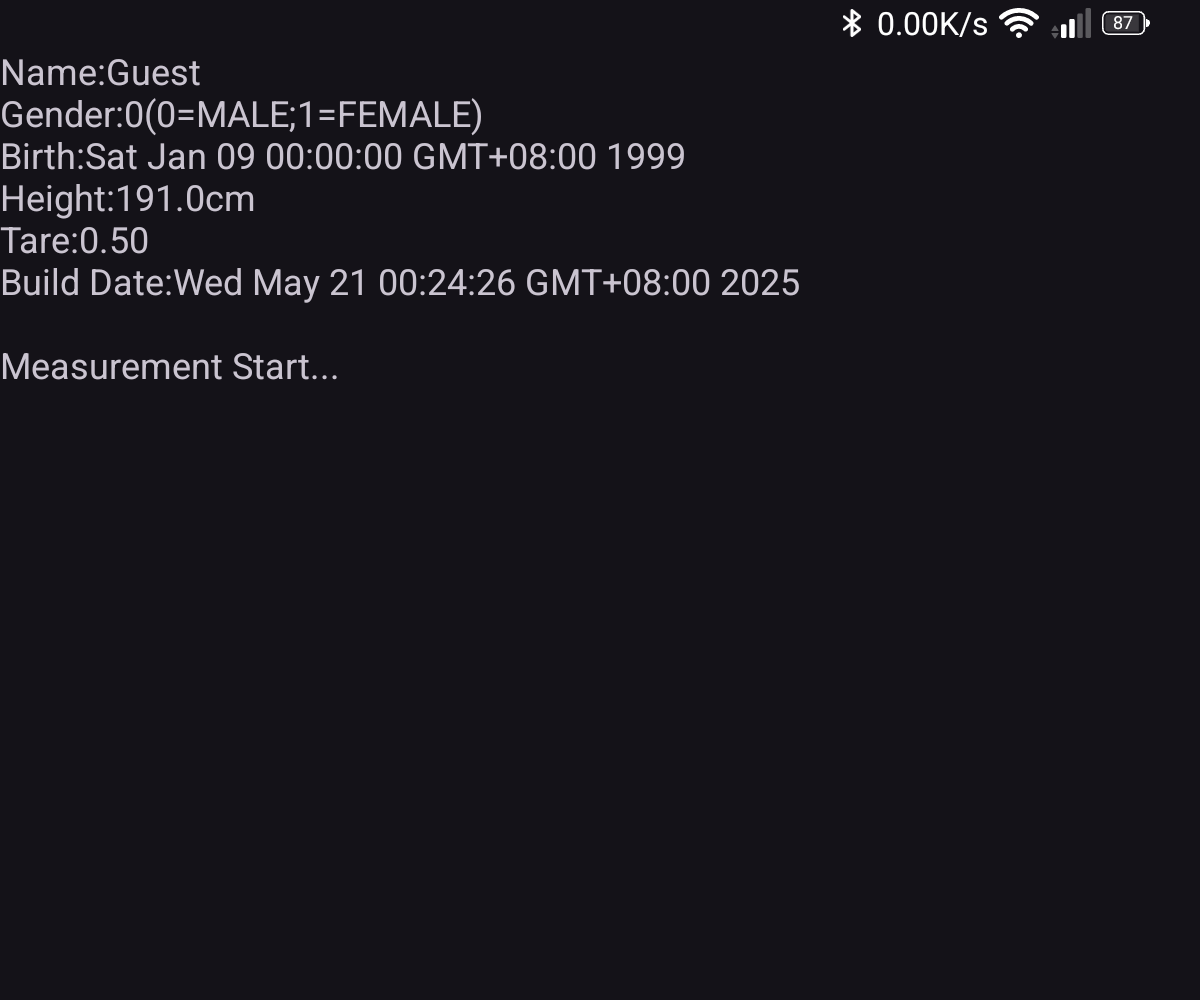 0.00K/s 87
Name:Guest
Gender:0(0=MALE;1=FEMALE)
Birth:Sat Jan 09 00:00:00 GMT+08:00 1999
Height:191.0cm
Tare:0.50
Build Date:Wed May 21 00:24:26 GMT+08:00 2025
Measurement Start...